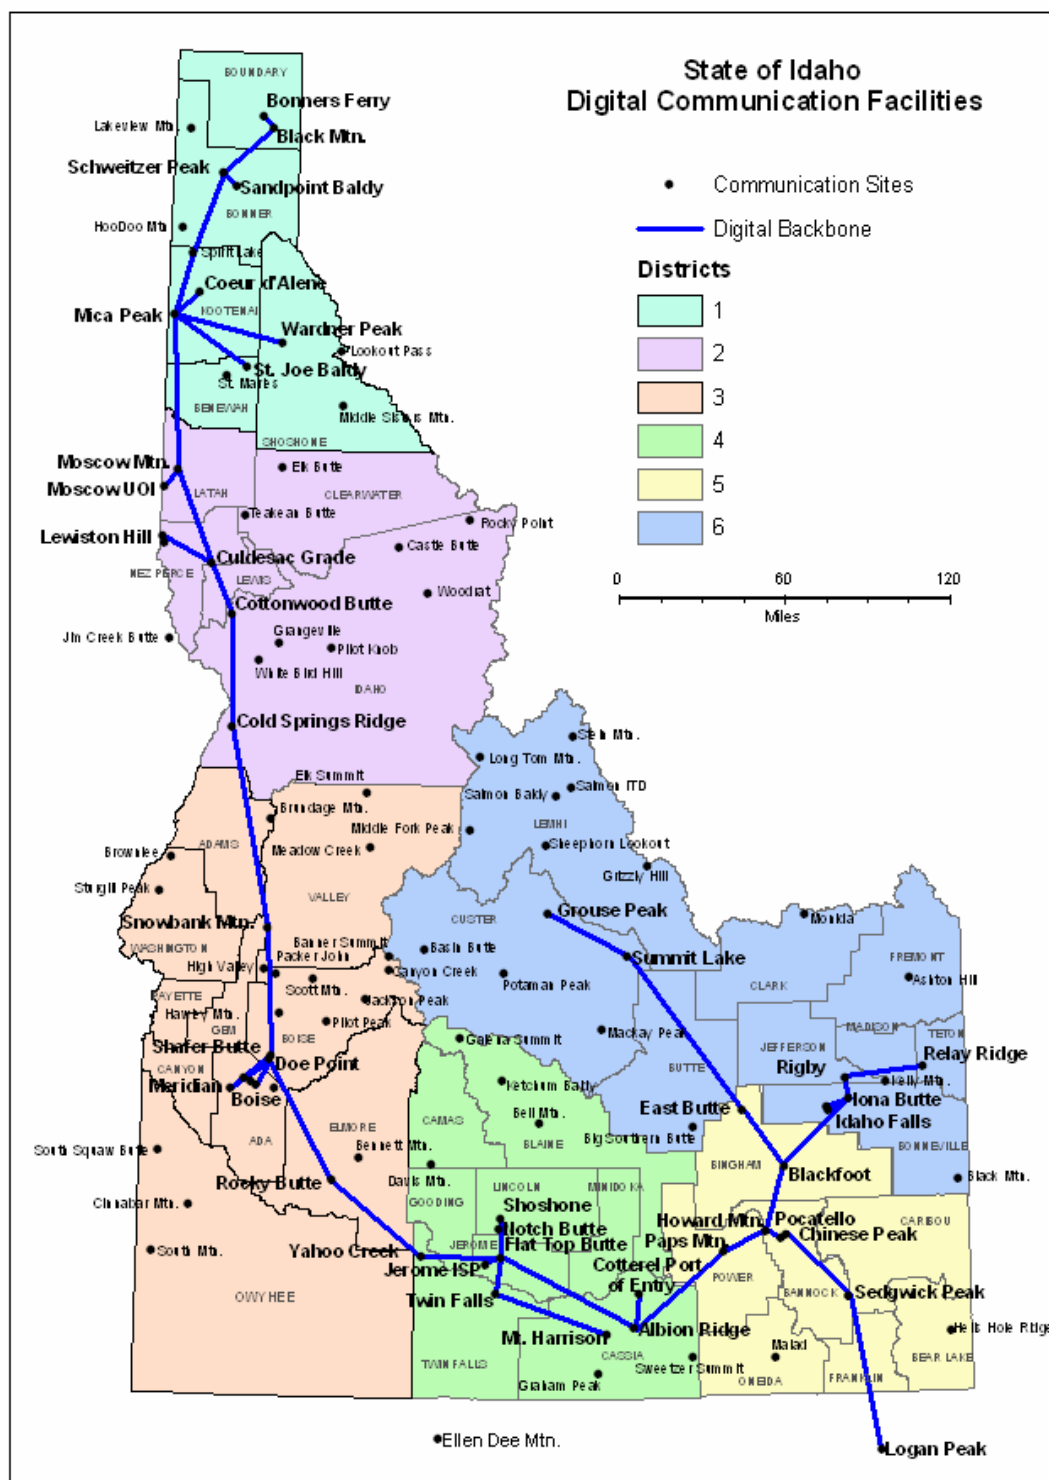 State of Idaho
Digital Communication Facilities
Communication Sites
Digital Backbone
Districts
1
2
3
4
5
6
0 60 120
Miles
BOUNDARY
Bonners Ferry
Lakeview Mtn.
Black Mtn.
Schweitzer Peak
Sandpoint Baldy
BONNER
HooDoo Mtn.
Spirit Lake
Coeur d'Alene
KOOTENAI
Mica Peak
Wardner Peak
Lookout Pass
St. Joe Baldy
St. Maries
BENEWAH
Middle Sisters Mtn.
SHOSHONE
Moscow Mtn.
Elk Butte
Moscow UOI
LATAH
CLEARWATER
Teakean Butte
Rocky Point
Lewiston Hill
Castle Butte
Culdesac Grade
NEZ PERCE
LEWIS
Woodrat
Cottonwood Butte
Grangeville
Jim Creek Butte
Pilot Knob
White Bird Hill
IDAHO
Cold Springs Ridge
Stein Mtn.
Long Tom Mtn.
Elk Summit
Salmon ITD
Salmon Baldy
Brundage Mtn.
Middle Fork Peak
LEMHI
ADAMS
Meadow Creek
Sheephorn Lookout
Brownlee
Grizzly Hill
Sturgill Peak
VALLEY
Grouse Peak
CUSTER
Monida
Snowbank Mtn.
Banner Summit
WASHINGTON
Basin Butte
Packer John
Summit Lake
FREMONT
High Valley
Canyon Creek
Ashton Hill
Scott Mtn.
Potaman Peak
CLARK
PAYETTE
Jackson Peak
Hawley Mtn.
Pilot Peak
GEM
BOISE
Mackay Peak
MADISON
TETON
Shafer Butte
Galena Summit
JEFFERSON
Doe Point
Relay Ridge
CANYON
BUTTE
Rigby
Meridian
Ketchum Baldy
Kelly Mtn.
Boise
Iona Butte
East Butte
Bell Mtn.
CAMAS
Idaho Falls
ADA
ELMORE
BLAINE
Big Southern Butte
BONNEVILLE
South Squaw Butte
Bennett Mtn.
BINGHAM
Blackfoot
Rocky Butte
Davis Mtn.
Black Mtn.
LINCOLN
MINIDOKA
Cinnabar Mtn.
GOODING
Shoshone
Howard Mtn.
Pocatello
CARIBOU
Notch Butte
Chinese Peak
South Mtn.
Yahoo Creek
JEROME
Flat Top Butte
Paps Mtn.
Jerome ISP
Cotterel Port
of Entry
POWER
OWYHEE
Twin Falls
BANNOCK
Sedgwick Peak
Mt. Harrison
Albion Ridge
Hells Hole Ridge
CASSIA
Malad
BEAR LAKE
TWIN FALLS
Sweetzer Summit
Graham Peak
ONEIDA
FRANKLIN
Ellen Dee Mtn.
Logan Peak